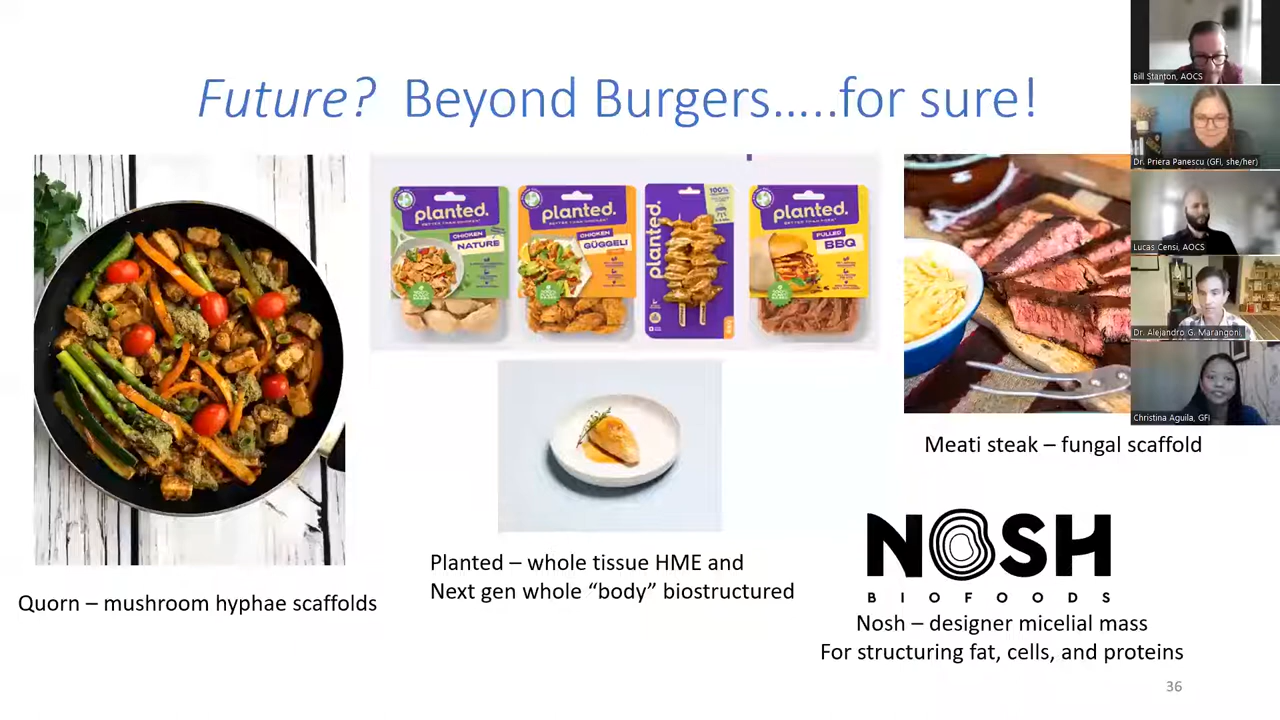 Future? Beyond Burgers.....for sure!
planted.
CHICKEN
NATURE
planted.
CHICKEN
GÜGGELI
planted.
100%
planted.
PULLED
BBQ
Quorn – mushroom hyphae scaffolds
Planted – whole tissue HME and
Next gen whole “body” biostructured
Meati steak – fungal scaffold
NOSH
BIOFOODS
Nosh – designer micelial mass
For structuring fat, cells, and proteins
36
Bill Stanton, AOCS
Dr. Priera Panescu (GFI, she/her)
Lucas Censi, AOCS
Dr. Alejandro G. Marangoni,
Christina Aguila, GFI